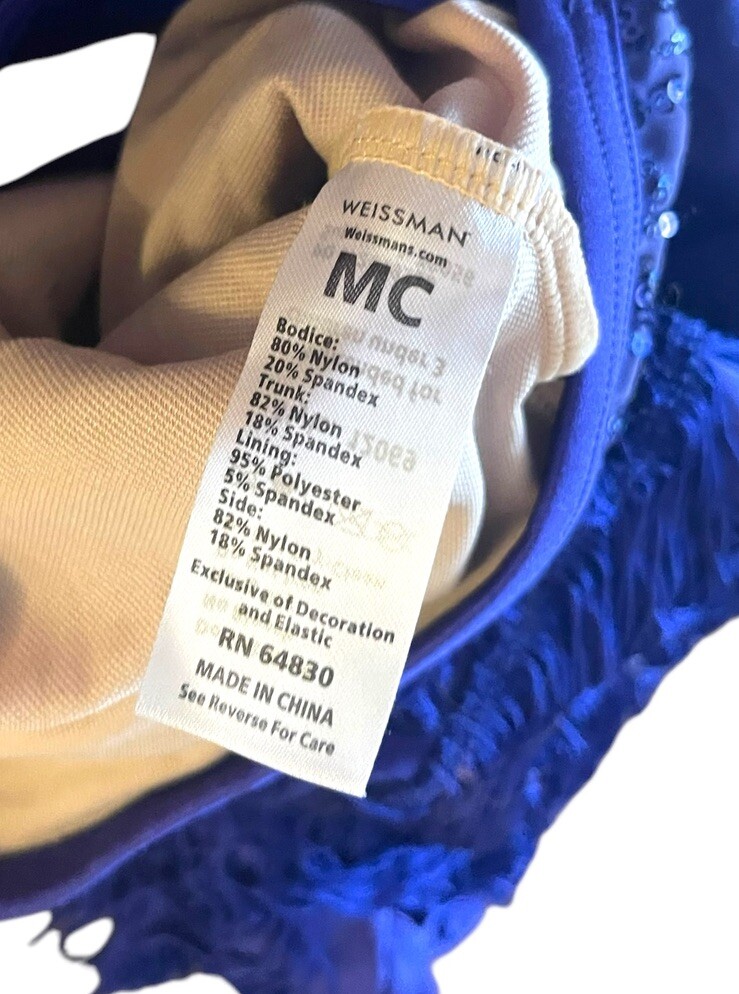 WEISSMAN™
Weissmans.com
MC
Bodice:
80% Nylon
20% Spandex
Trunk:
82% Nylon
18% Spandex
Lining:
95% Polyester
5% Spandex
Side:
82% Nylon
18% Spandex
Exclusive of Decoration
and Elastic
RN 64830
MADE IN CHINA
See Reverse For Care